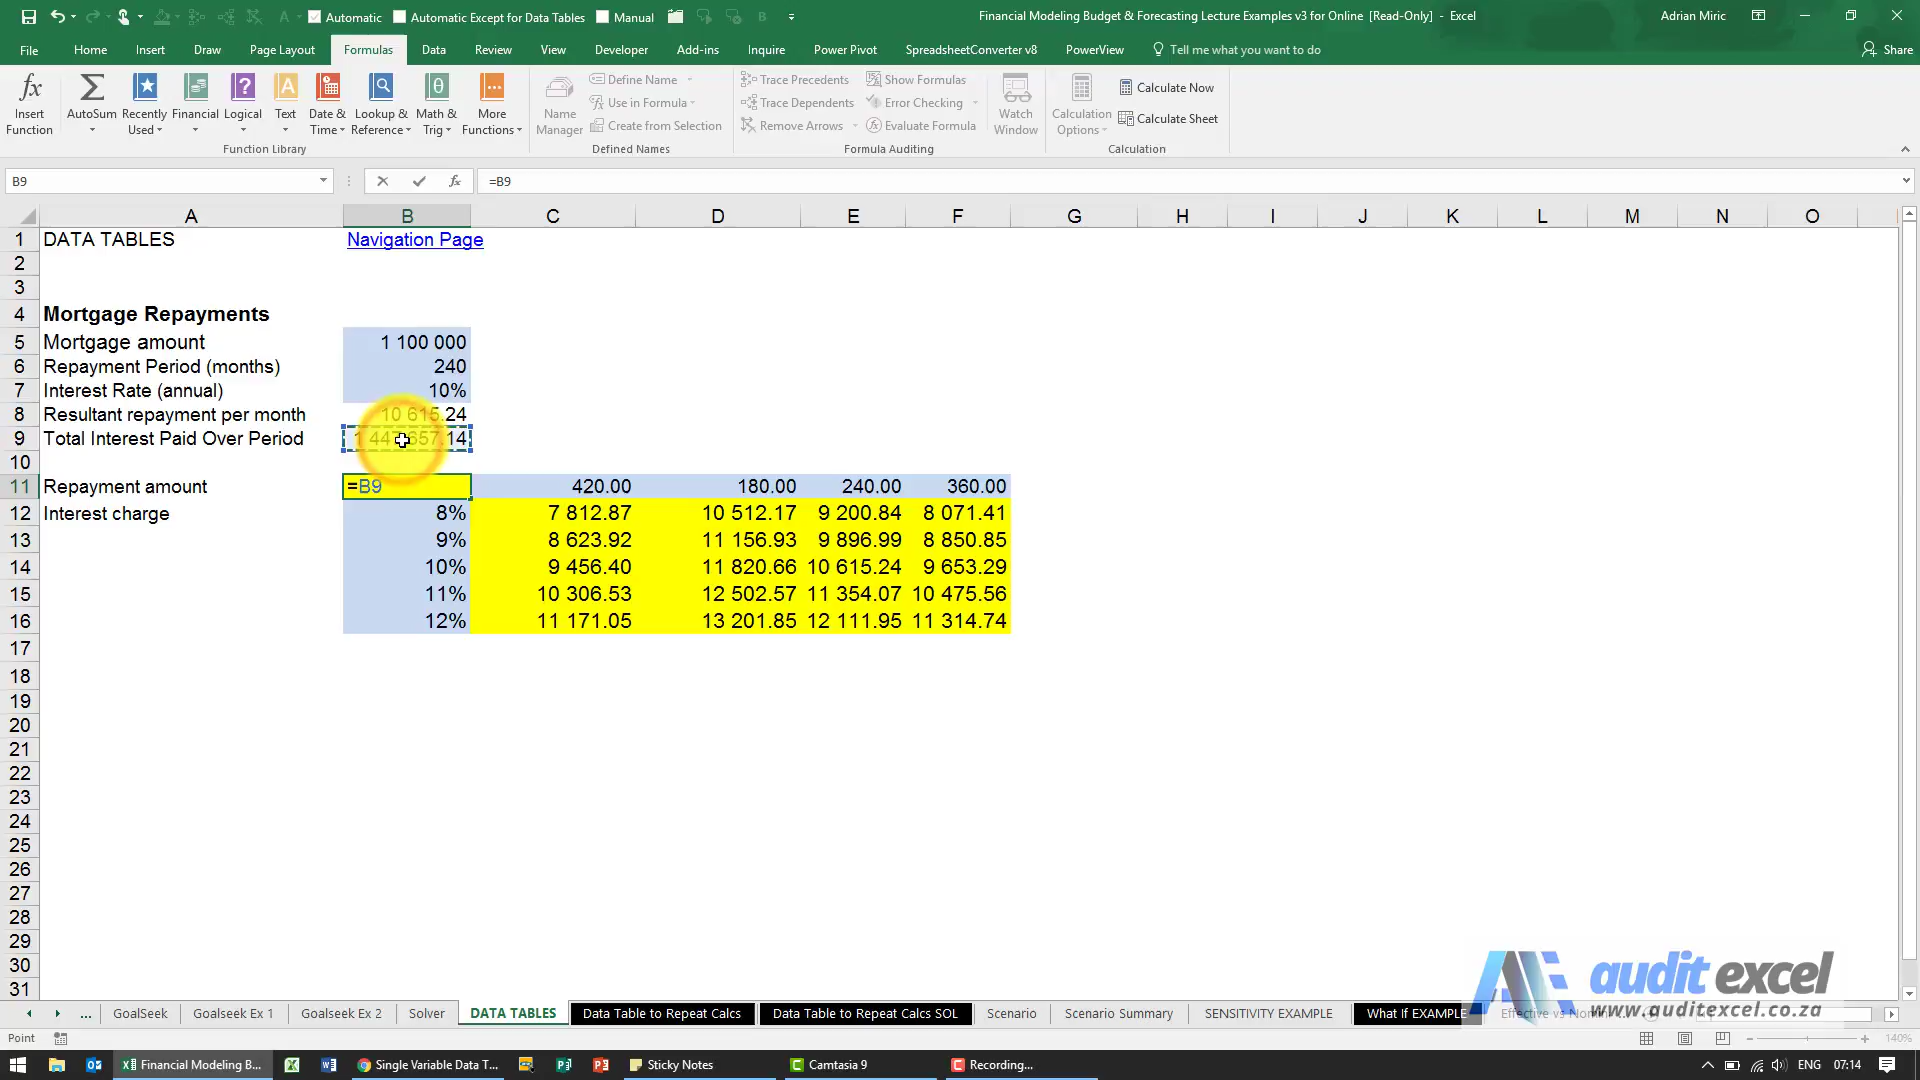 Automatic Automatic Except for Data Tables Manual Financial Modeling Budget & Forecasting Lecture Examples v3 for Online [Read-Only] - Excel Adrian Miric
File Home Insert Draw Page Layout Formulas Data Review View Developer Add-ins Inquire Power Pivot SpreadsheetConverter v8 PowerView Tell me what you want to do Share
Insert Function
AutoSum
Recently Used
Financial
Logical
Text
Date & Time
Lookup & Reference
Math & Trig
More Functions
Function Library
Name Manager
Define Name
Use in Formula
Create from Selection
Defined Names
Trace Precedents
Trace Dependents
Remove Arrows
Show Formulas
Error Checking
Evaluate Formula
Formula Auditing
Watch Window
Calculation Options
Calculate Now
Calculate Sheet
Calculation
B9 fx =B9
A B C D E F G H I J K L M N O
1 DATA TABLES Navigation Page
2
3
4 Mortgage Repayments
5 Mortgage amount 1 100 000
6 Repayment Period (months) 240
7 Interest Rate (annual) 10%
8 Resultant repayment per month 10 615.24
9 Total Interest Paid Over Period 1 447 657.14
10
11 Repayment amount =B9 420.00 180.00 240.00 360.00
12 Interest charge 8% 7 812.87 10 512.17 9 200.84 8 071.41
13 9% 8 623.92 11 156.93 9 896.99 8 850.85
14 10% 9 456.40 11 820.66 10 615.24 9 653.29
15 11% 10 306.53 12 502.57 11 354.07 10 475.56
16 12% 11 171.05 13 201.85 12 111.95 11 314.74
17
18
19
20
21
22
23
24
25
26
27
28
29
30
31
audit excel
www.auditexcel.co.za
... GoalSeek Goalseek Ex 1 Goalseek Ex 2 Solver DATA TABLES Data Table to Repeat Calcs Data Table to Repeat Calcs SOL Scenario Scenario Summary SENSITIVITY EXAMPLE What If EXAMPLE Effective vs
Point 140%
Financial Modeling B... Single Variable Data T... Sticky Notes Camtasia 9 Recording... ENG 07:14